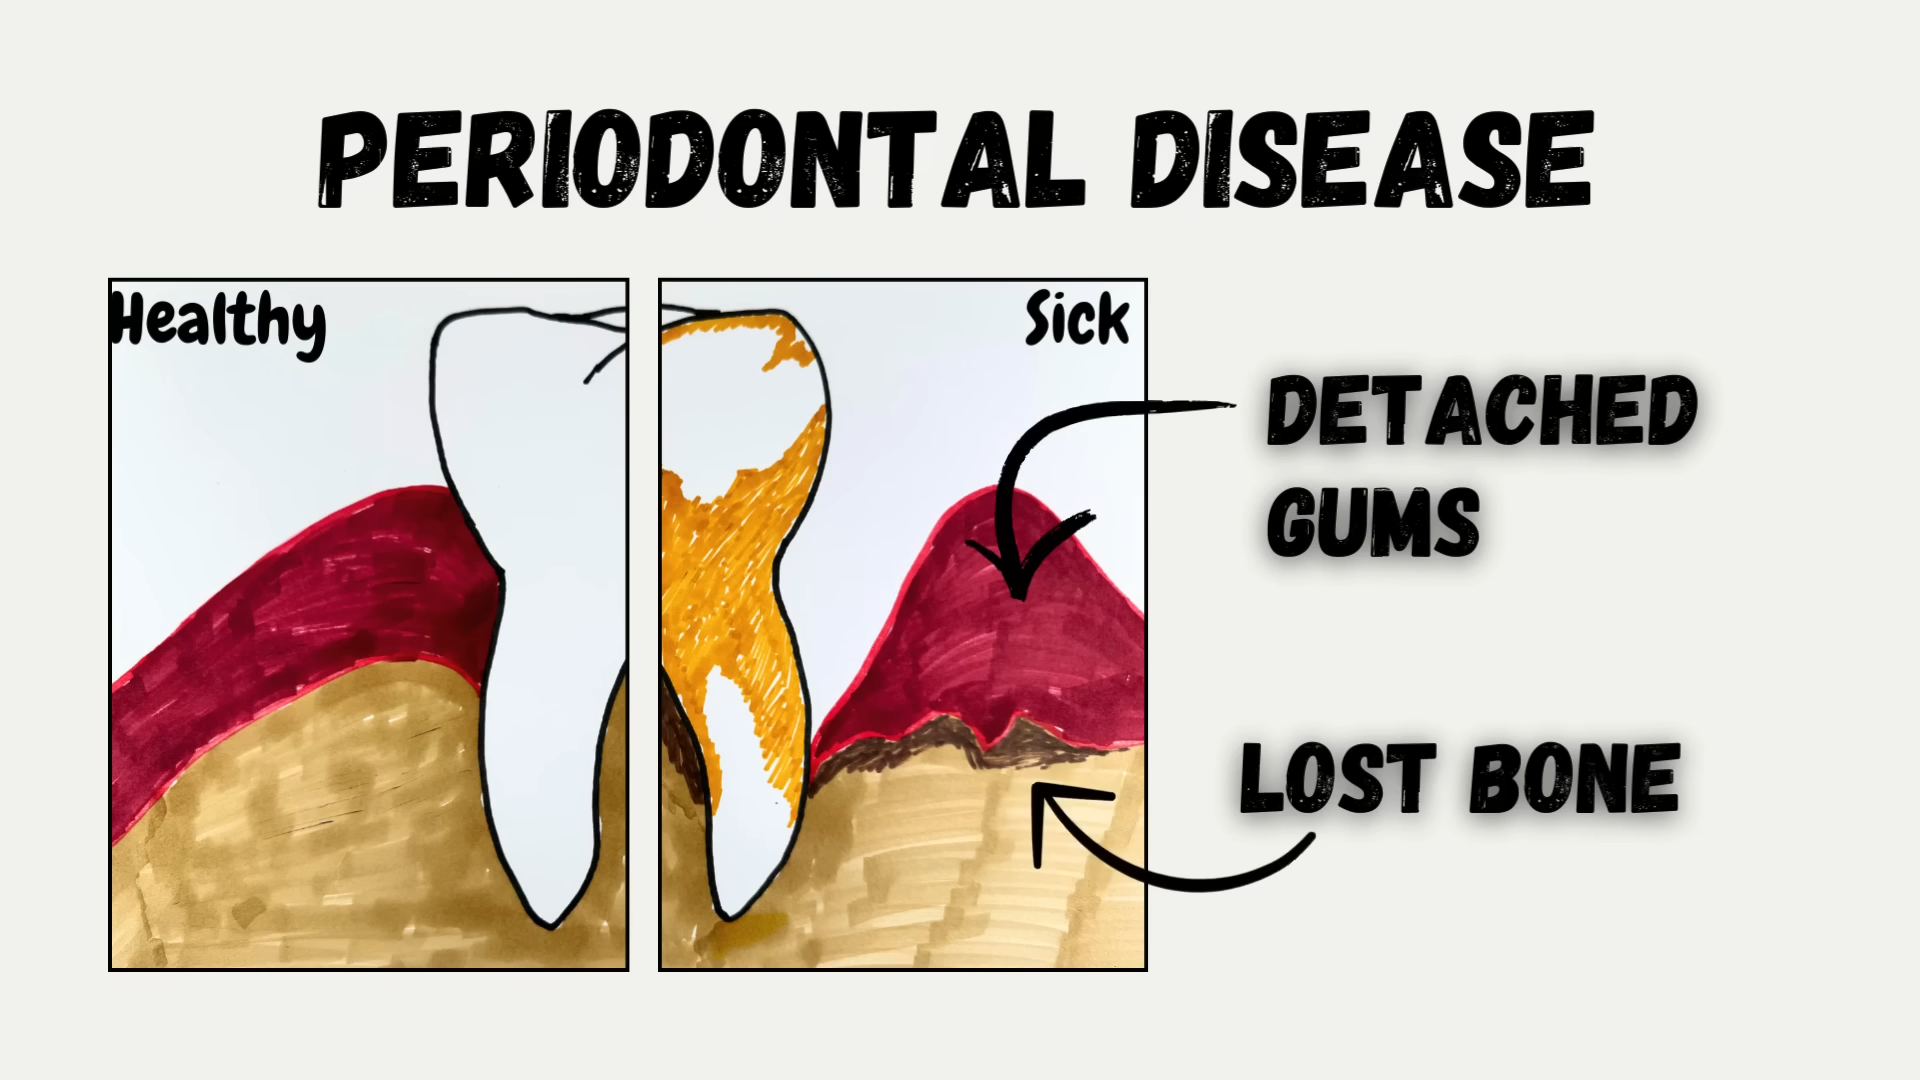 PERIODONTAL DISEASE
Healthy
Sick
DETACHED
GUMS
LOST BONE